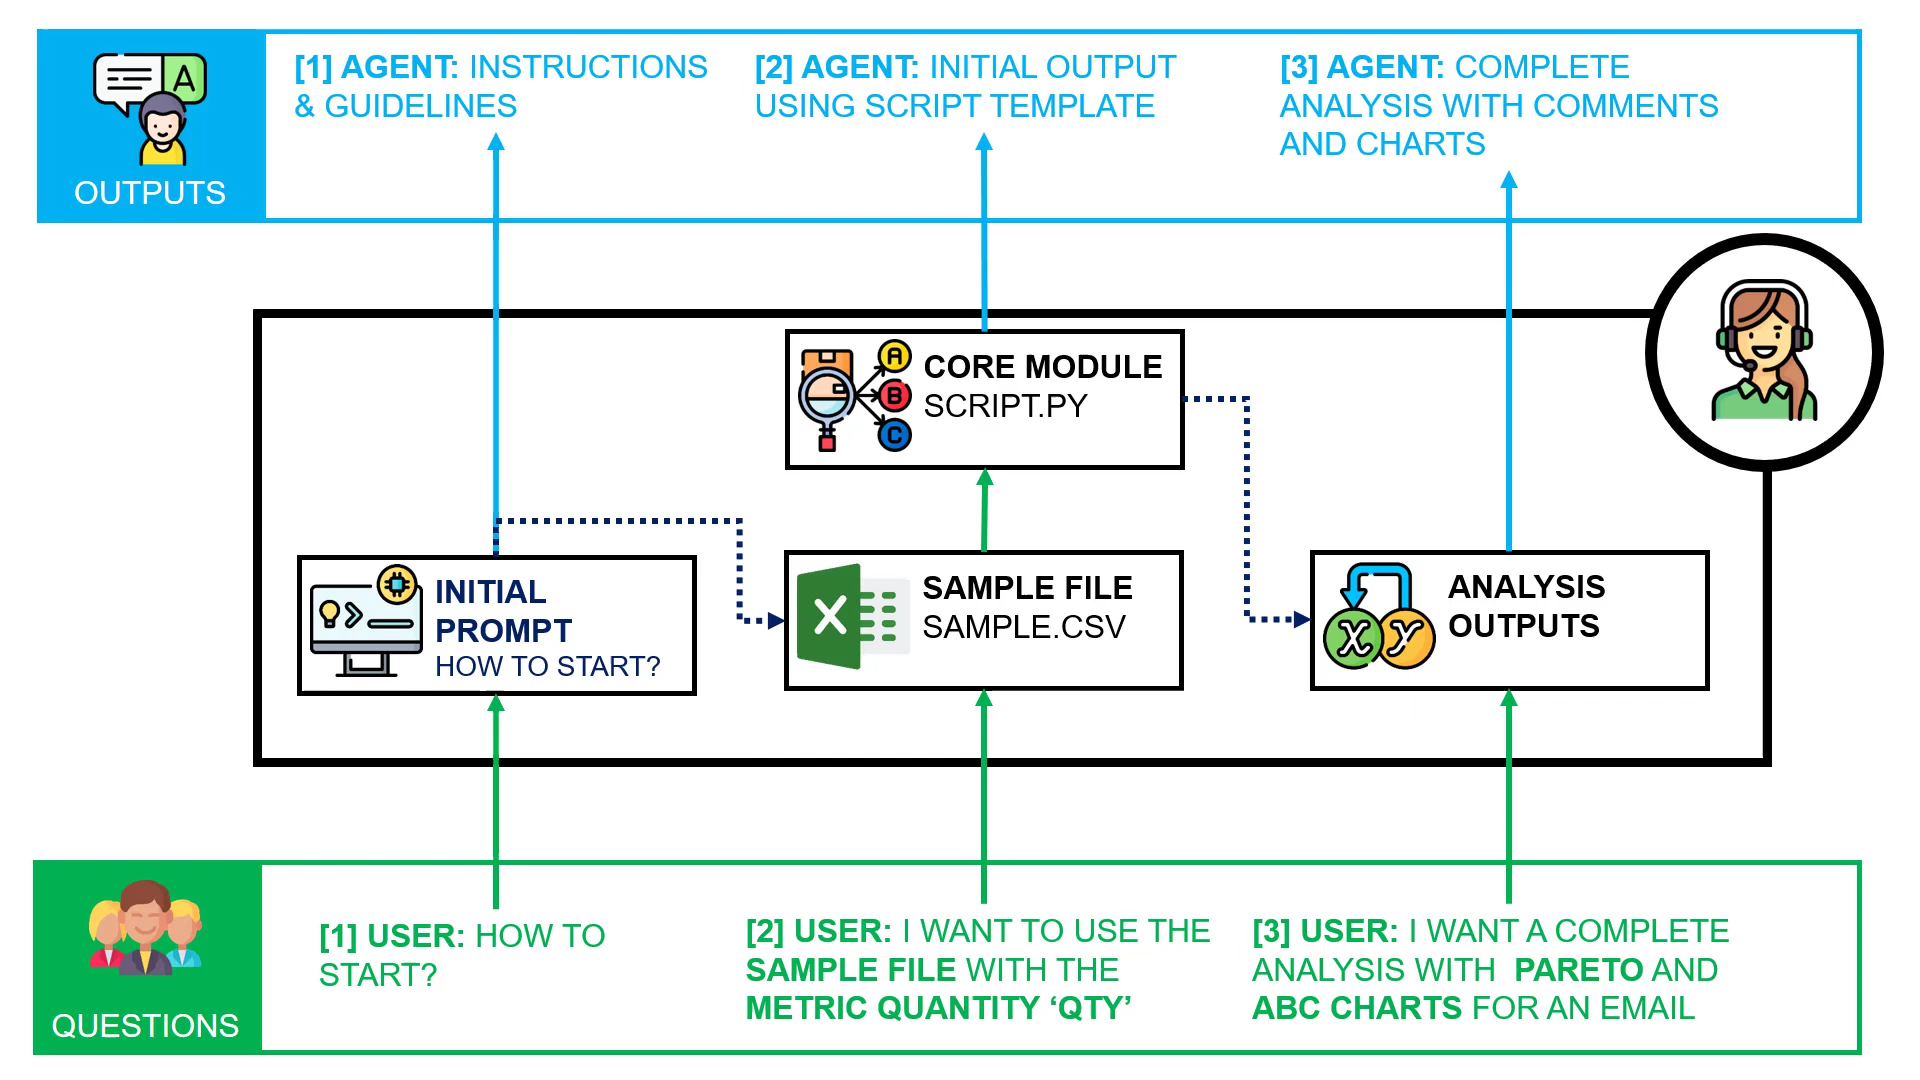 [1] AGENT: INSTRUCTIONS
& GUIDELINES
[2] AGENT: INITIAL OUTPUT
USING SCRIPT TEMPLATE
[3] AGENT: COMPLETE
ANALYSIS WITH COMMENTS
AND CHARTS
A
OUTPUTS
A
B
C
CORE MODULE
SCRIPT.PY
INITIAL
PROMPT
HOW TO START?
X
SAMPLE FILE
SAMPLE.CSV
X
y
ANALYSIS
OUTPUTS
[1] USER: HOW TO
START?
[2] USER: I WANT TO USE THE
SAMPLE FILE WITH THE
METRIC QUANTITY ‘QTY’
[3] USER: I WANT A COMPLETE
ANALYSIS WITH  PARETO AND
ABC CHARTS FOR AN EMAIL
QUESTIONS